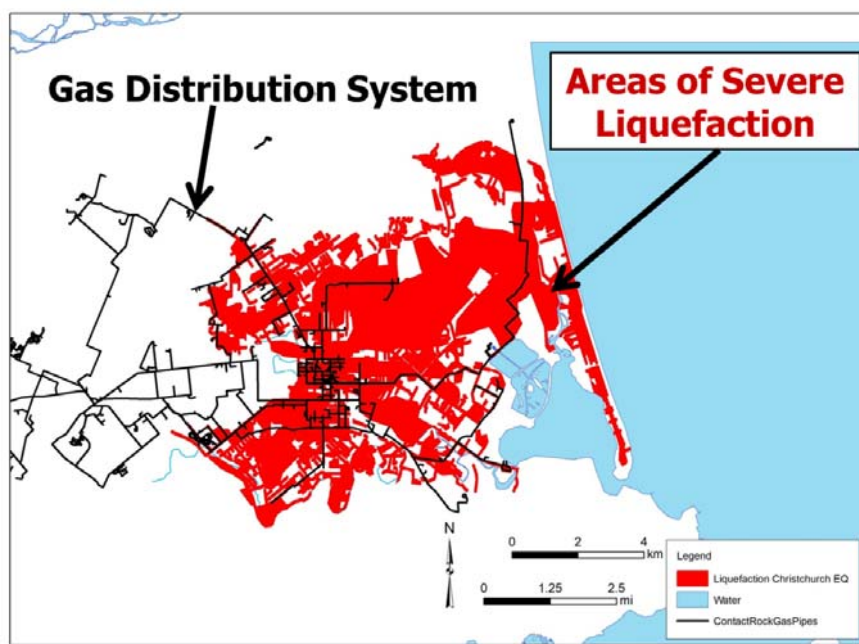 Gas Distribution System
Areas of Severe
Liquefaction
N
0 2 4
km
0 1.25 2.5
mi
Legend
Liquefaction Christchurch EQ
Water
ContactRockGasPipes